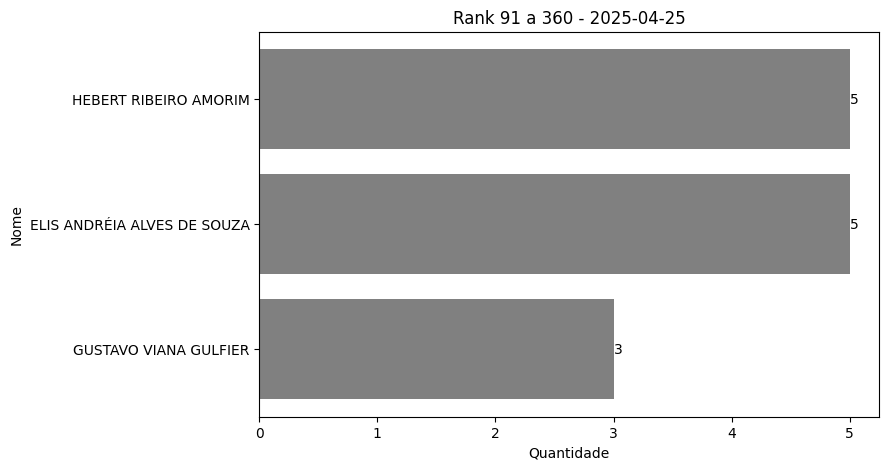 Rank 91 a 360 - 2025-04-25
Nome
HEBERT RIBEIRO AMORIM
5
ELIS ANDRÉIA ALVES DE SOUZA
5
GUSTAVO VIANA GULFIER
3
0 1 2 3 4 5
Quantidade